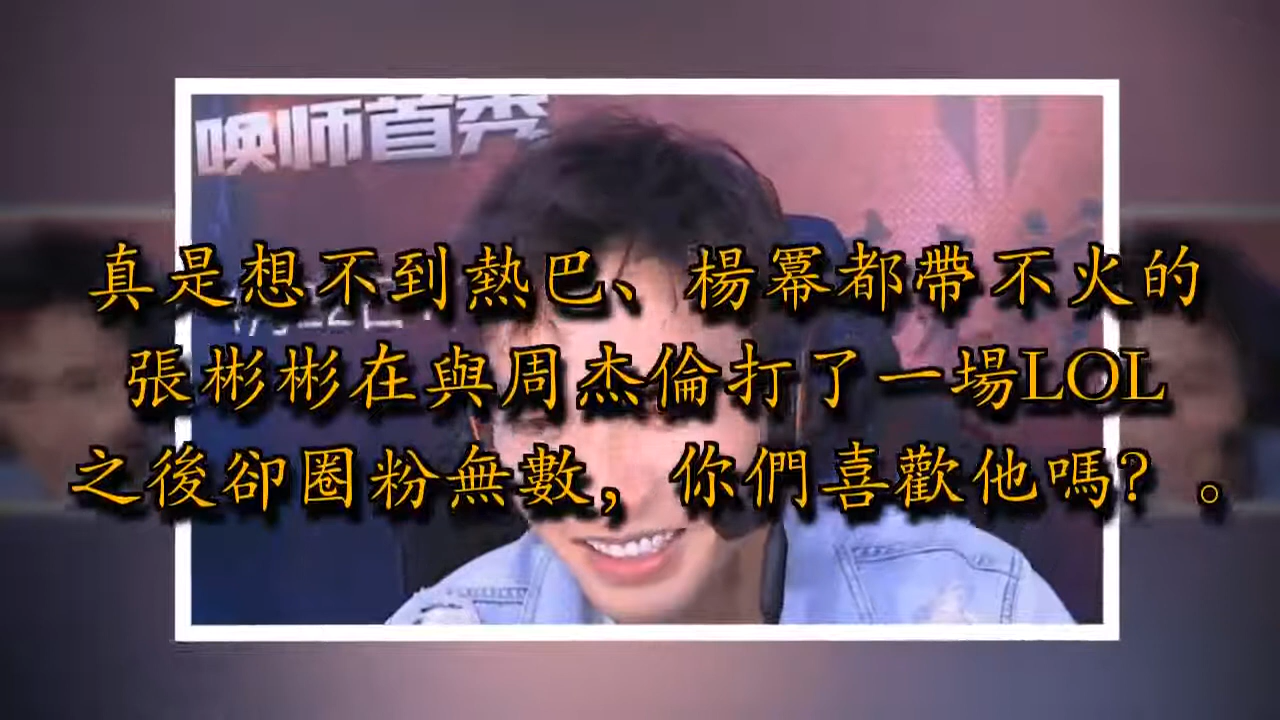 唤师首秀
真是想不到熱巴、楊冪都帶不火的
張彬彬在與周杰倫打了一場LOL
之後卻圈粉無數，你們喜歡他嗎？。